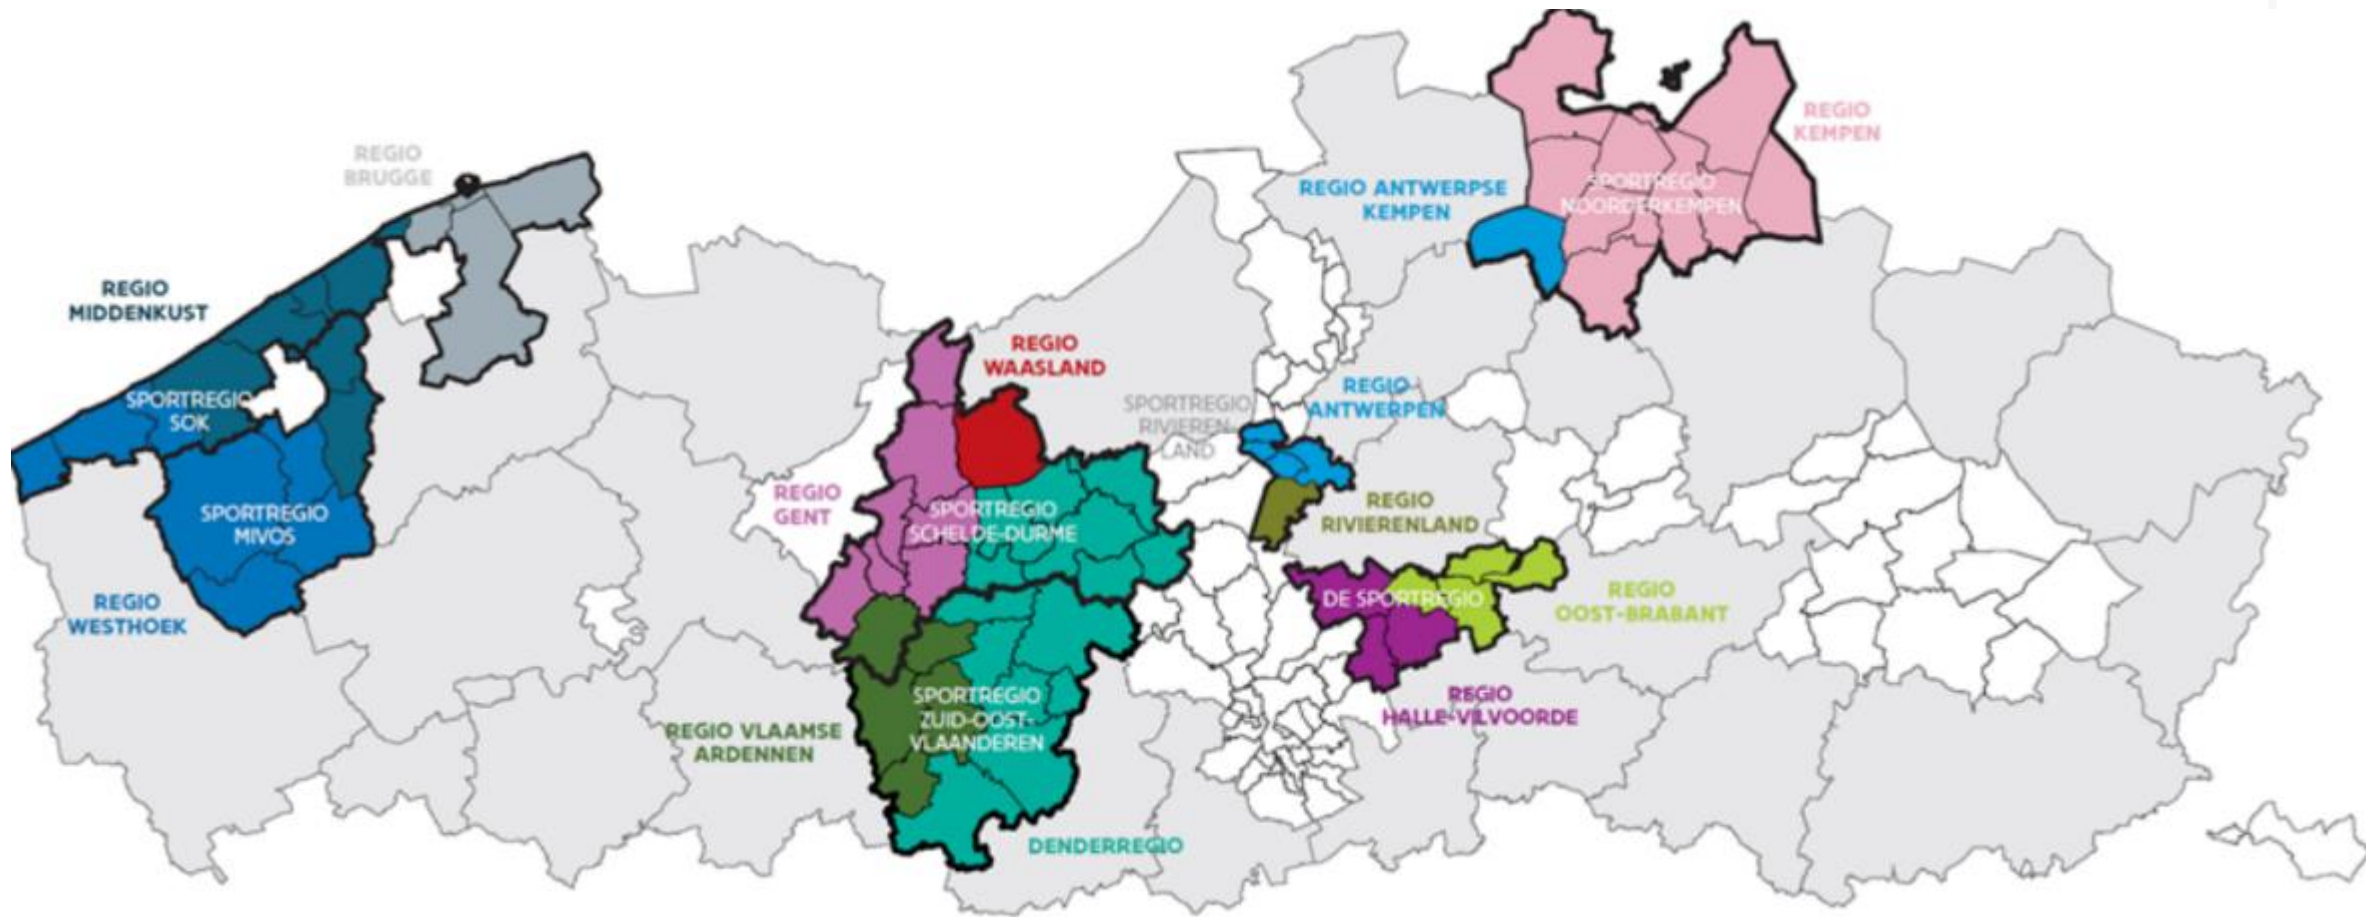 REGIO
KEMPEN
REGIO
BRUGGE
REGIO ANTWERPSE
KEMPEN
SPORTREGIO
NOORDERKEMPEN
REGIO
MIDDENKUST
REGIO
WAASLAND
SPORTREGIO
SOK
SPORTREGIO
RIVIEREN-
LAND
REGIO
ANTWERPEN
REGIO
GENT
SPORTREGIO
SCHELDE-DURME
REGIO
RIVIERENLAND
SPORTREGIO
MIVOS
REGIO
WESTHOEK
DE SPORTREGIO
REGIO
OOST-BRABANT
SPORTREGIO
ZUID-OOST-
VLAANDEREN
REGIO
HALLE-VILVOORDE
REGIO VLAAMSE
ARDENNEN
DENDERREGIO